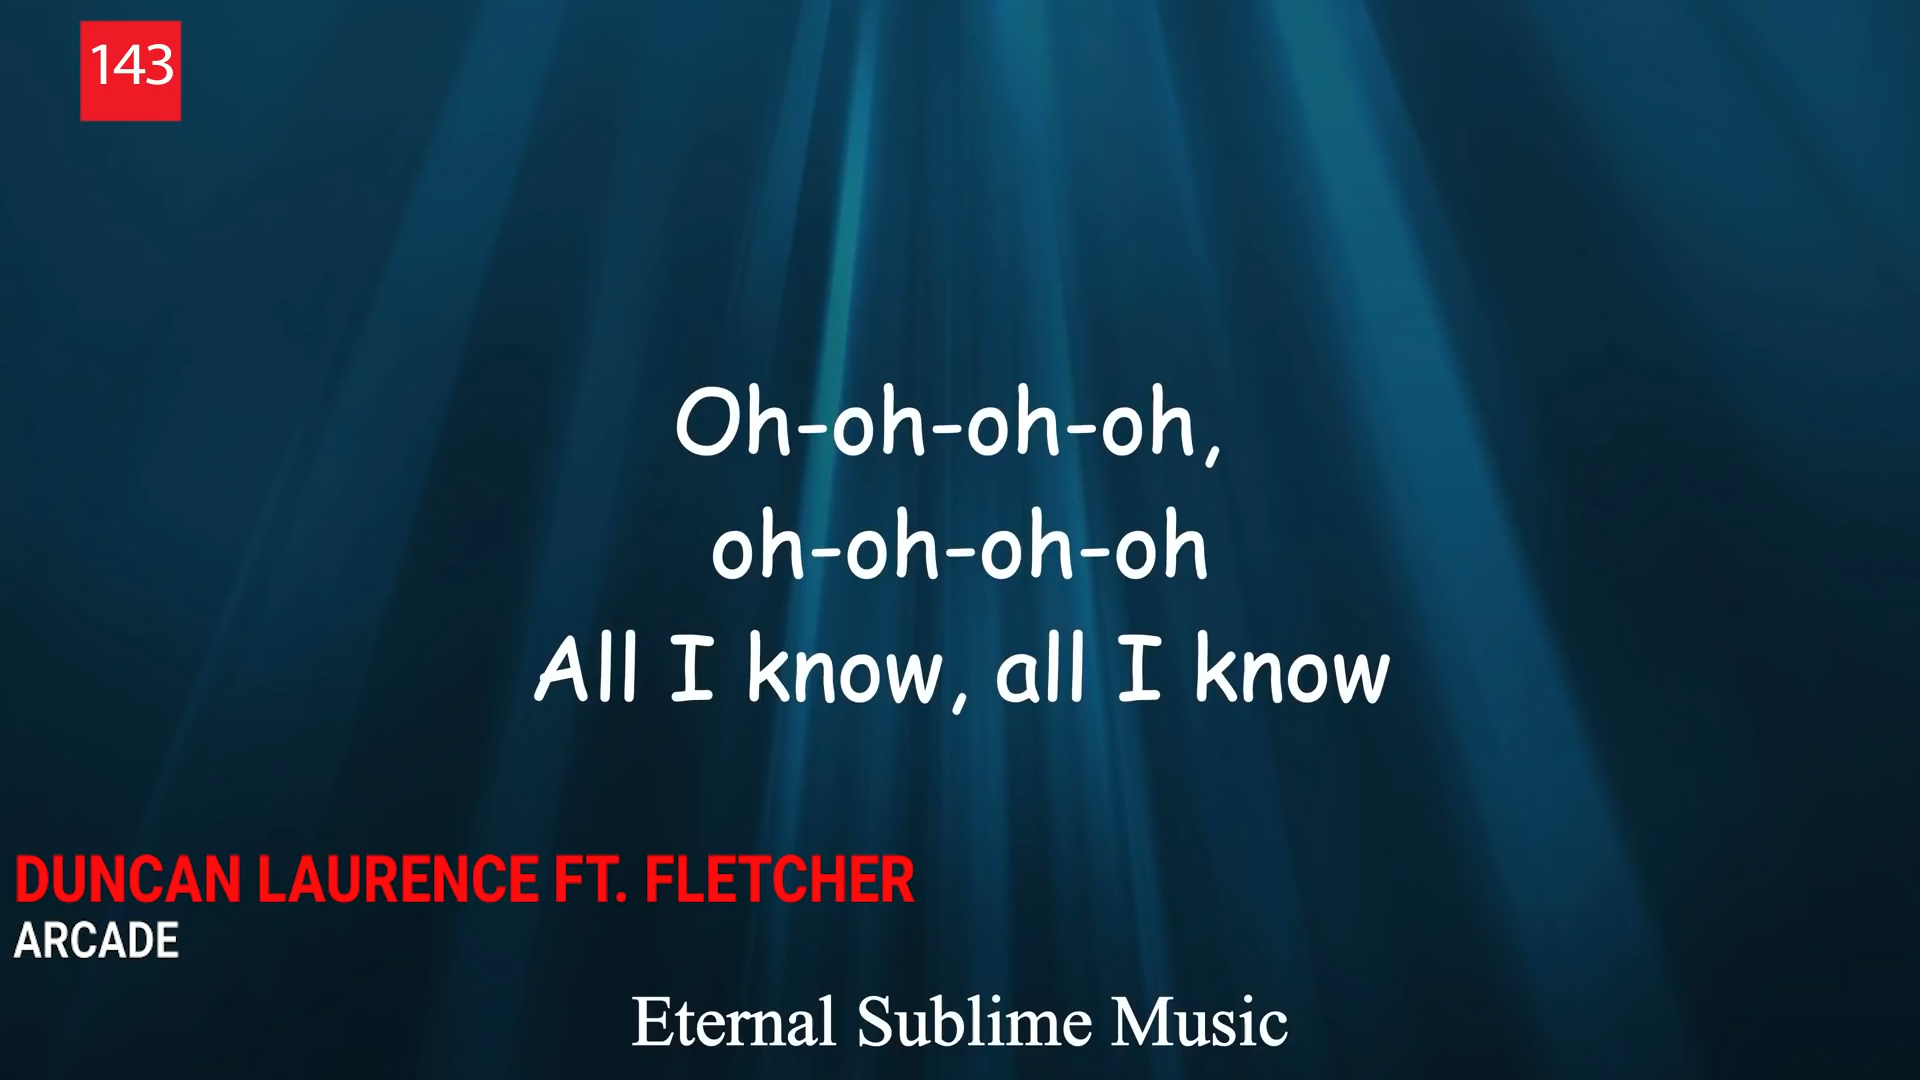 143
Oh-oh-oh-oh,
oh-oh-oh-oh
All I know, all I know
DUNCAN LAURENCE FT. FLETCHER
ARCADE
Eternal Sublime Music